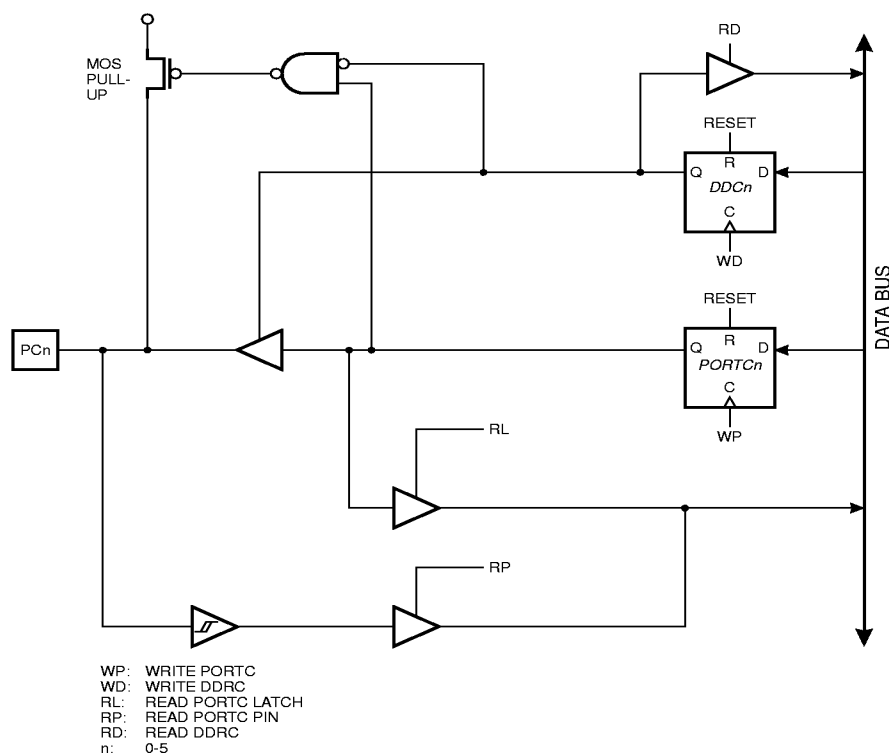 RD
MOS
PULL-
UP
RESET
R
Q DDCn D
C
WD
DATA BUS
RESET
PCn
R
Q PORTCn D
C
WP
RL
RP
WP: WRITE PORTC
WD: WRITE DDRC
RL: READ PORTC LATCH
RP: READ PORTC PIN
RD: READ DDRC
n: 0-5